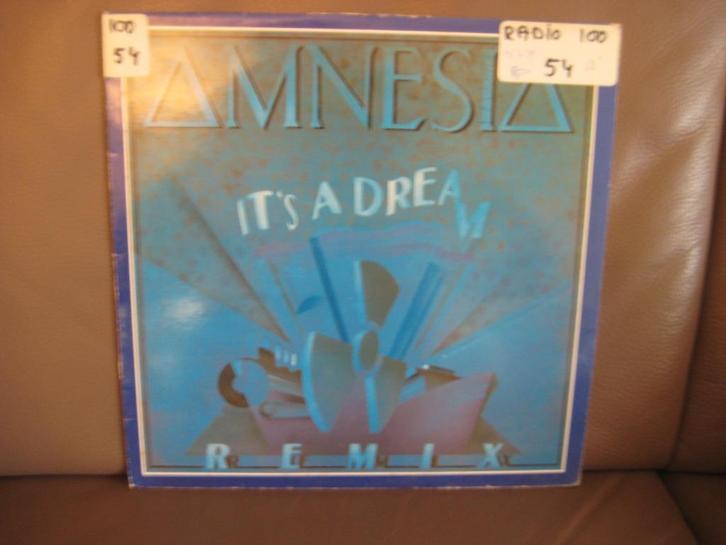 100
54
RADIO 100
54
AMNESIA
IT'S A DREAM
REMIX